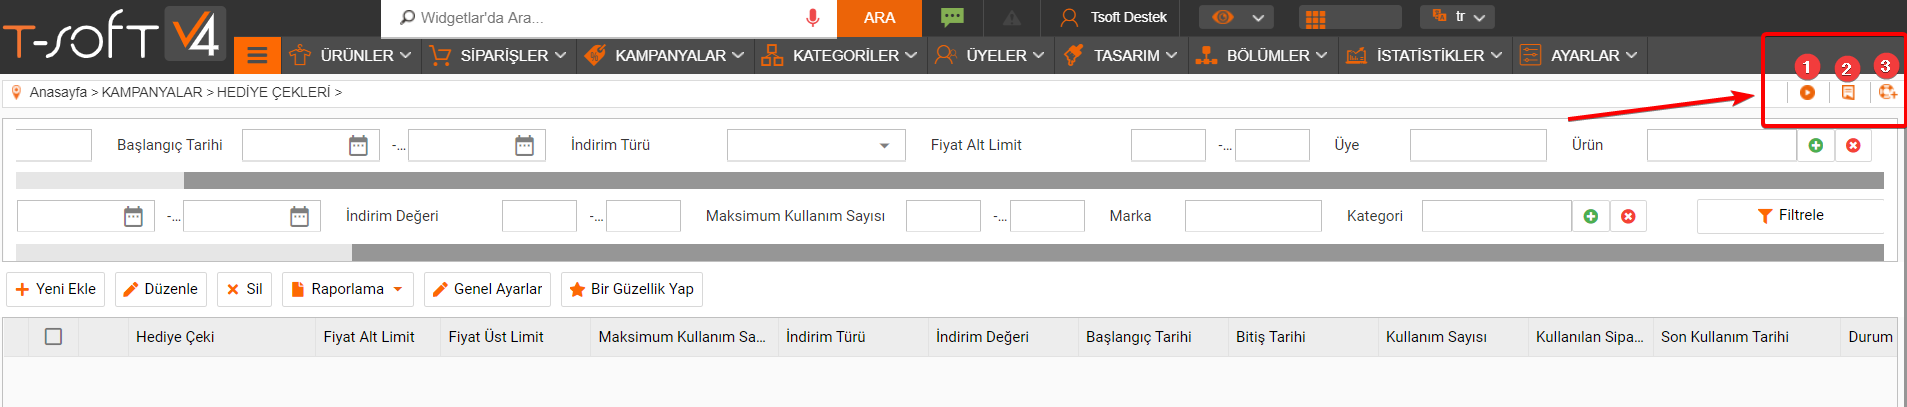 T-SOFT V4
Widgetlar'da Ara...
ARA
Tsoft Destek
tr
ÜRÜNLER
SİPARİŞLER
KAMPANYALAR
KATEGORİLER
ÜYELER
TASARIM
BÖLÜMLER
İSTATİSTİKLER
AYARLAR
Anasayfa > KAMPANYALAR > HEDİYE ÇEKLERİ >
1 2 3
Başlangıç Tarihi -... İndirim Türü Fiyat Alt Limit -... Üye Ürün
-... İndirim Değeri -... Maksimum Kullanım Sayısı -... Marka Kategori Filtrele
Yeni Ekle Düzenle Sil Raporlama Genel Ayarlar Bir Güzellik Yap
Hediye Çeki Fiyat Alt Limit Fiyat Üst Limit Maksimum Kullanım Sa... İndirim Türü İndirim Değeri Başlangıç Tarihi Bitiş Tarihi Kullanım Sayısı Kullanılan Sipa... Son Kullanım Tarihi Durum